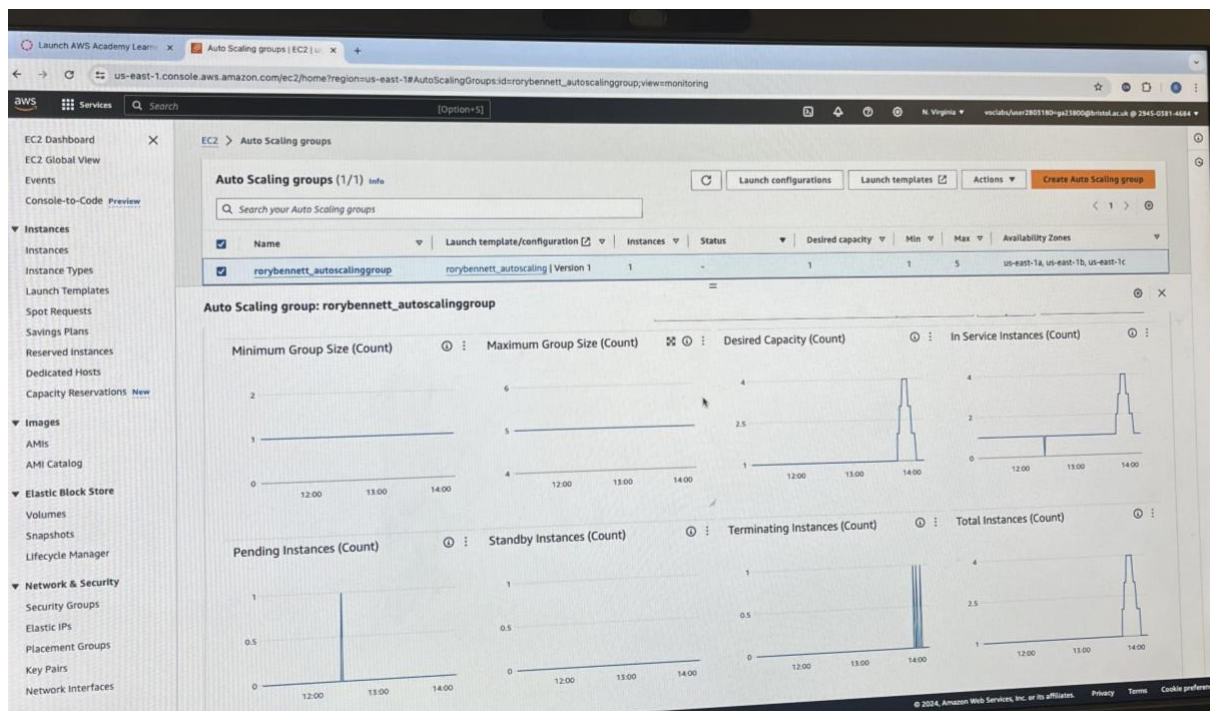 Launch AWS Academy Learn
Auto Scaling groups | EC2 | u
us-east-1.console.aws.amazon.com/ec2/home?region=us-east-1#AutoScalingGroups:id=rorybennett_autoscalinggroup;view=monitoring
aws Services Search [Option+S] N. Virginia voclabs/user2803180=ga23800@bristol.ac.uk @ 2945-0381-4684
EC2 Dashboard
EC2 Global View
Events
Console-to-Code Preview
Instances
Instances
Instance Types
Launch Templates
Spot Requests
Savings Plans
Reserved Instances
Dedicated Hosts
Capacity Reservations New
Images
AMIs
AMI Catalog
Elastic Block Store
Volumes
Snapshots
Lifecycle Manager
Network & Security
Security Groups
Elastic IPs
Placement Groups
Key Pairs
Network Interfaces
EC2 > Auto Scaling groups
Auto Scaling groups (1/1) Info
Launch configurations Launch templates Actions Create Auto Scaling group
Search your Auto Scaling groups
1
Name Launch template/configuration Instances Status Desired capacity Min Max Availability Zones
rorybennett_autoscalinggroup rorybennett_autoscaling | Version 1 1 - 1 1 5 us-east-1a, us-east-1b, us-east-1c
Auto Scaling group: rorybennett_autoscalinggroup
Minimum Group Size (Count)
2
1
0
12:00 13:00 14:00
Maximum Group Size (Count)
6
5
4
12:00 13:00 14:00
Desired Capacity (Count)
4
2.5
1
12:00 13:00 14:00
In Service Instances (Count)
4
2
0
12:00 13:00 14:00
Pending Instances (Count)
1
0.5
0
12:00 13:00 14:00
Standby Instances (Count)
1
0.5
0
12:00 13:00 14:00
Terminating Instances (Count)
1
0.5
0
12:00 13:00 14:00
Total Instances (Count)
4
2.5
1
12:00 13:00 14:00
© 2024, Amazon Web Services, Inc. or its affiliates. Privacy Terms Cookie preferen